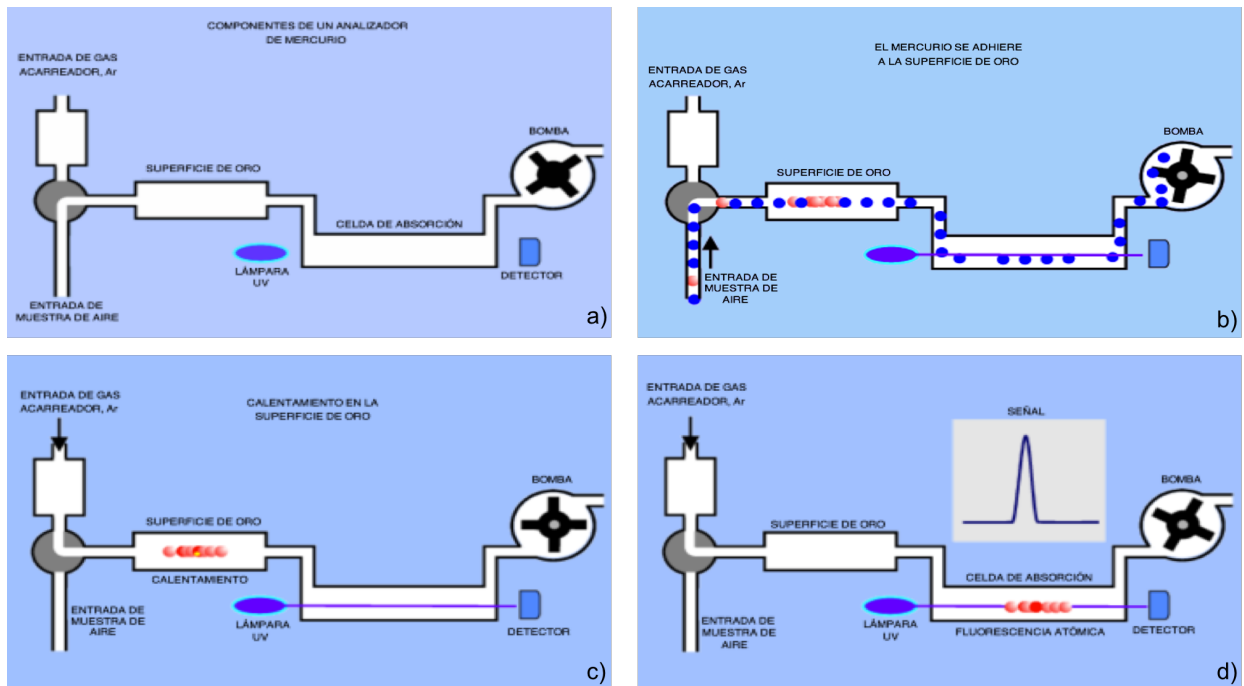 COMPONENTES DE UN ANALIZADOR
DE MERCURIO
ENTRADA DE GAS
ACARREADOR, Ar
BOMBA
SUPERFICIE DE ORO
CELDA DE ABSORCIÓN
LÁMPARA
UV
DETECTOR
ENTRADA DE
MUESTRA DE AIRE
a)
EL MERCURIO SE ADHIERE
A LA SUPERFICIE DE ORO
ENTRADA DE GAS
ACARREADOR, Ar
BOMBA
SUPERFICIE DE ORO
ENTRADA DE
MUESTRA DE
AIRE
b)
ENTRADA DE GAS
ACARREADOR, Ar
CALENTAMIENTO EN LA
SUPERFICIE DE ORO
BOMBA
SUPERFICIE DE ORO
CALENTAMIENTO
ENTRADA DE
MUESTRA DE
AIRE
LÁMPARA
UV
DETECTOR
c)
ENTRADA DE GAS
ACARREADOR, Ar
SEÑAL
BOMBA
SUPERFICIE DE ORO
CELDA DE ABSORCIÓN
ENTRADA DE
MUESTRA DE
AIRE
LÁMPARA
UV
FLUORESCENCIA ATÓMICA
DETECTOR
d)